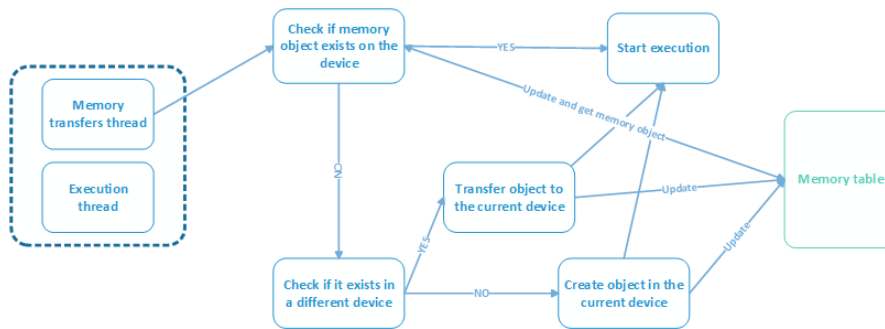 Check if memory
object exists on the
device
YES
Start execution
Memory
transfers thread
Update and get memory object
Execution
thread
NO
Transfer object to
the current device
Update
Memory table
YES
Update
Check if it exists in
a different device
NO
Create object in the
current device